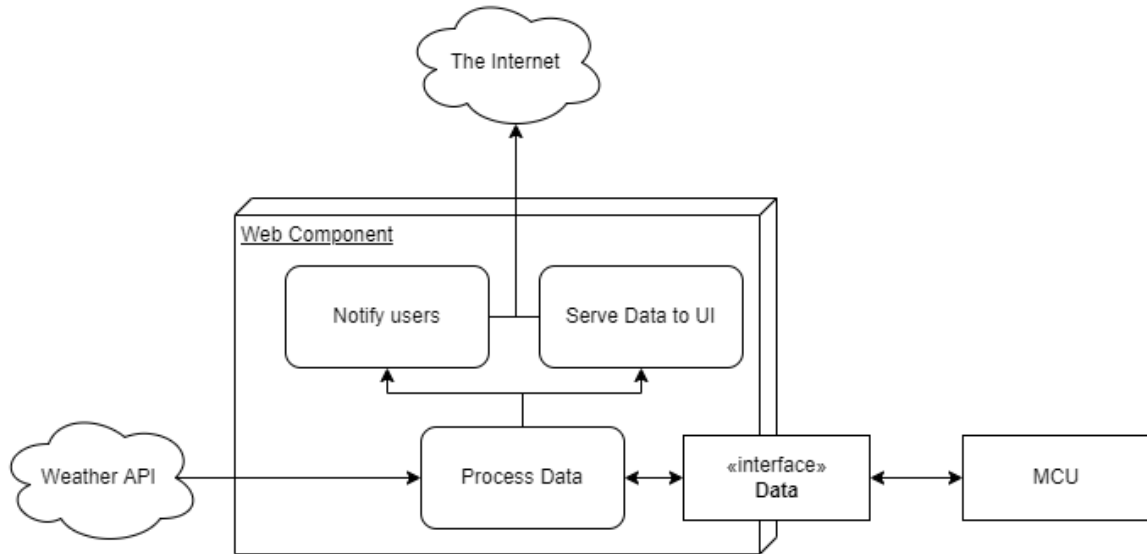 The Internet
Web Component
Notify users
Serve Data to UI
Weather API
Process Data
«interface»
Data
MCU